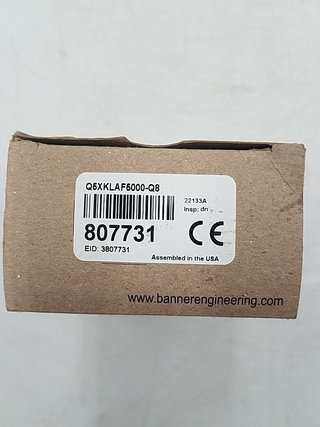 Q5XKLAF5000-Q8
22133A
Insp: dn
807731
CE
EID: 3807731
Assembled in the USA
www.bannerengineering.com